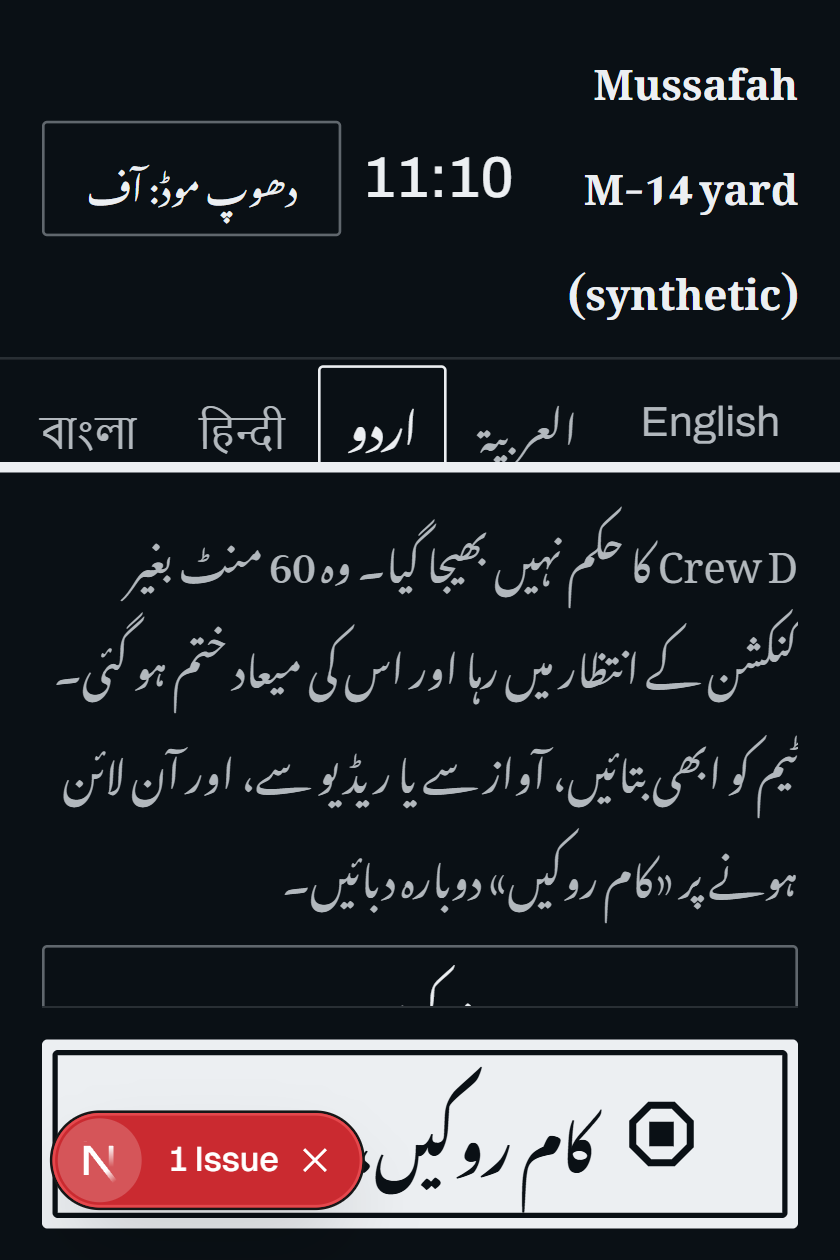 Mussafah
M-14 yard
(synthetic)
11:10
دھوپ موڈ: آف
English
العربية
اردو
हिन्दी
বাংলা
Crew D کا حکم نہیں بھیجا گیا۔ وہ 60 منٹ بغیر
کنکشن کے انتظار میں رہا اور اس کی میعاد ختم ہو گئی۔
ٹیم کو ابھی بتائیں، آواز سے یا ریڈیو سے، اور آن لائن
ہونے پر «کام روکیں» دوبارہ دبائیں۔
کام روکیں،
1 Issue